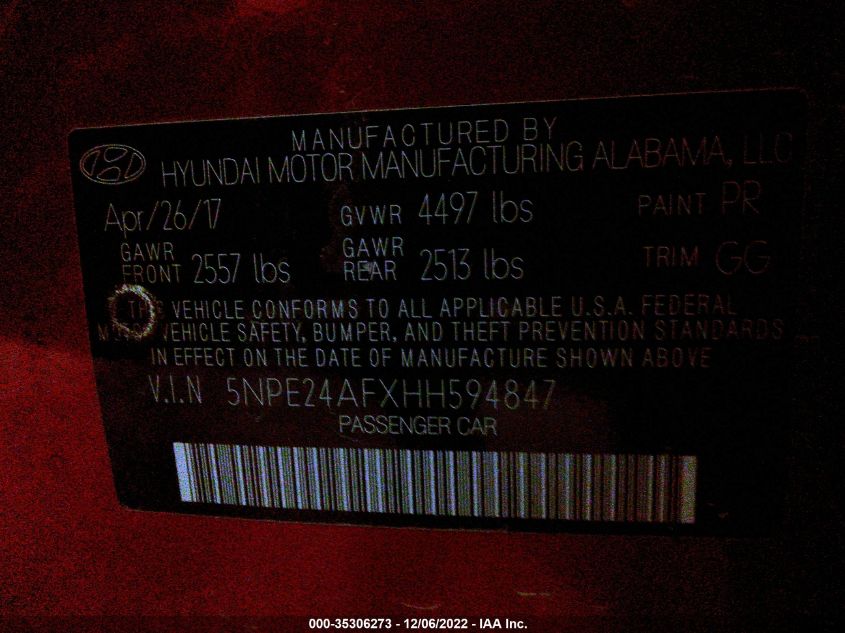 MANUFACTURED BY
HYUNDAI MOTOR MANUFACTURING ALABAMA, LLC
Apr/26/17 GVWR 4497 lbs PAINT PR
GAWR FRONT 2557 lbs GAWR REAR 2513 lbs TRIM GG
THIS VEHICLE CONFORMS TO ALL APPLICABLE U.S.A. FEDERAL
MOTOR VEHICLE SAFETY, BUMPER, AND THEFT PREVENTION STANDARDS
IN EFFECT ON THE DATE OF MANUFACTURE SHOWN ABOVE
V.I.N 5NPE24AFXHH594847
PASSENGER CAR
000-35306273 - 12/06/2022 - IAA Inc.